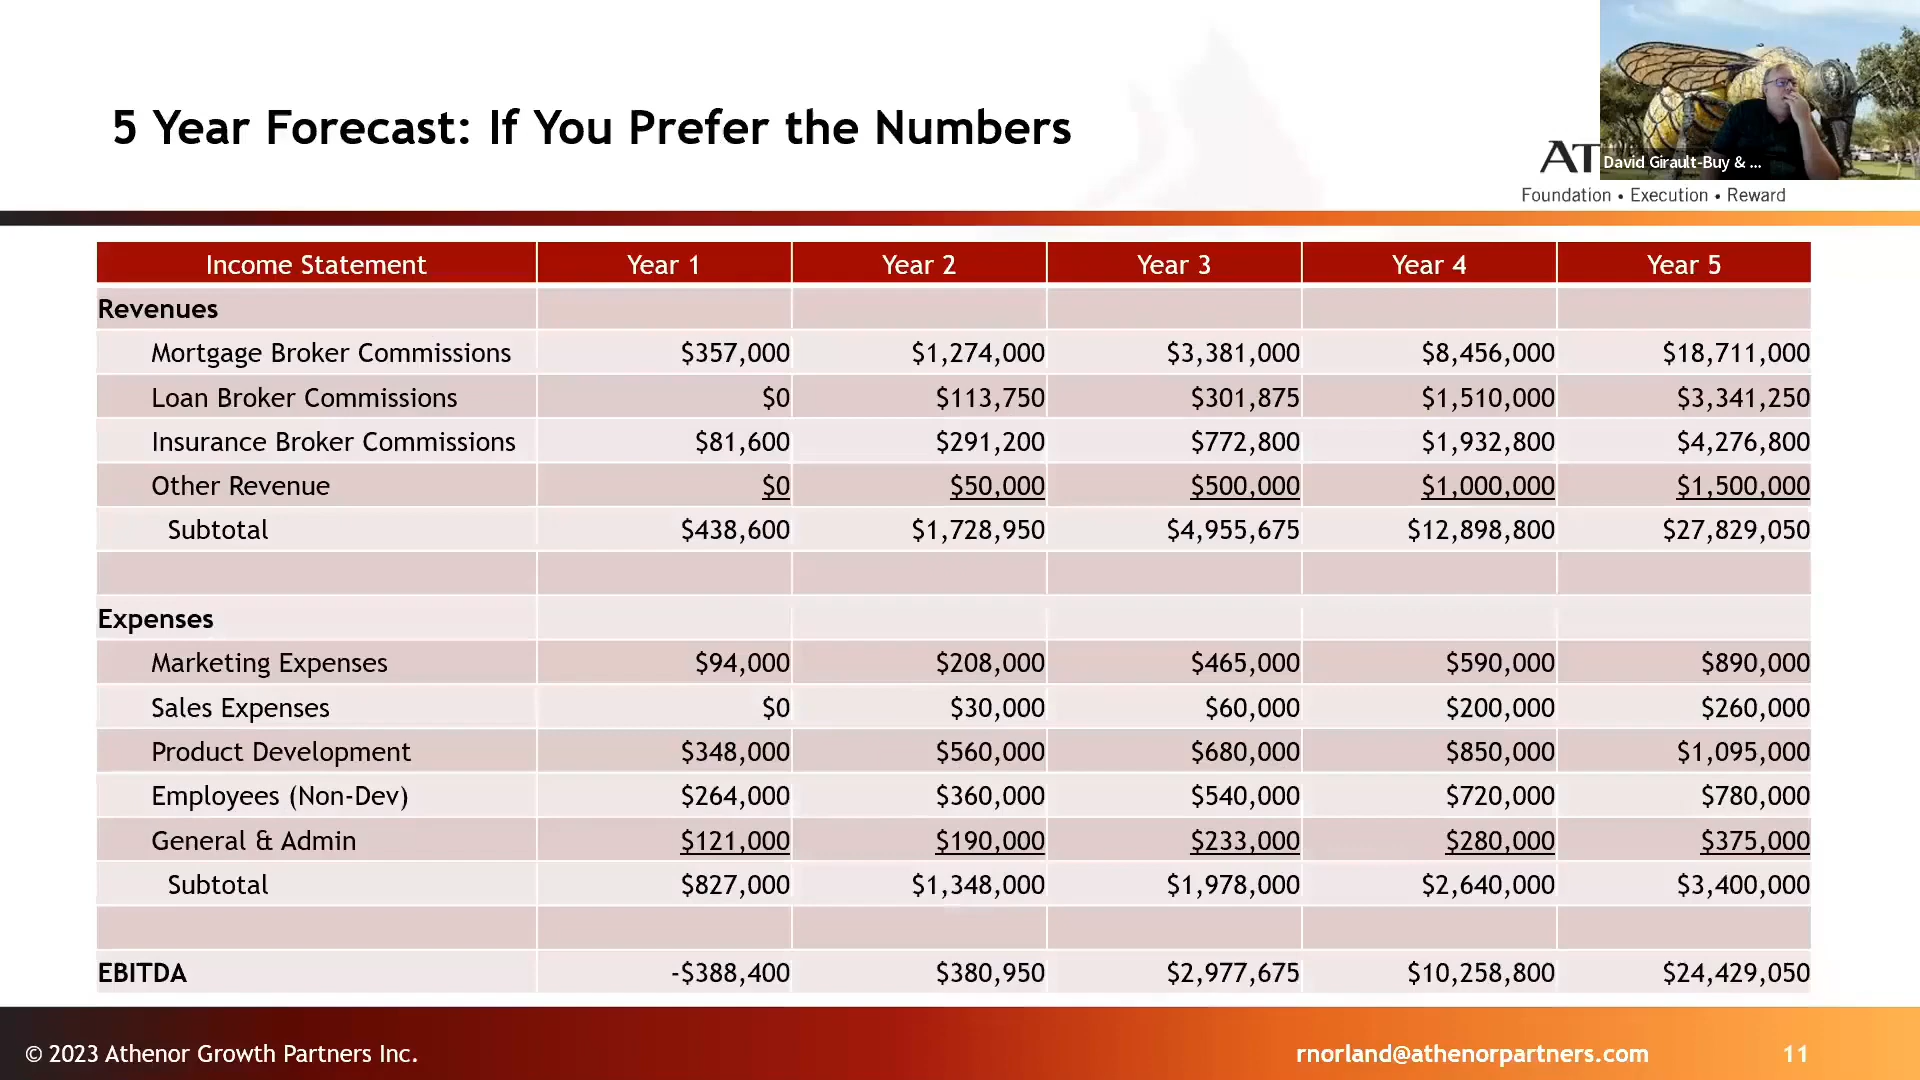 5 Year Forecast: If You Prefer the Numbers
AT
David Girault-Buy & ...
Foundation • Execution • Reward
Income Statement Year 1 Year 2 Year 3 Year 4 Year 5
Revenues
Mortgage Broker Commissions $357,000 $1,274,000 $3,381,000 $8,456,000 $18,711,000
Loan Broker Commissions $0 $113,750 $301,875 $1,510,000 $3,341,250
Insurance Broker Commissions $81,600 $291,200 $772,800 $1,932,800 $4,276,800
Other Revenue $0 $50,000 $500,000 $1,000,000 $1,500,000
Subtotal $438,600 $1,728,950 $4,955,675 $12,898,800 $27,829,050
Expenses
Marketing Expenses $94,000 $208,000 $465,000 $590,000 $890,000
Sales Expenses $0 $30,000 $60,000 $200,000 $260,000
Product Development $348,000 $560,000 $680,000 $850,000 $1,095,000
Employees (Non-Dev) $264,000 $360,000 $540,000 $720,000 $780,000
General & Admin $121,000 $190,000 $233,000 $280,000 $375,000
Subtotal $827,000 $1,348,000 $1,978,000 $2,640,000 $3,400,000
EBITDA -$388,400 $380,950 $2,977,675 $10,258,800 $24,429,050
© 2023 Athenor Growth Partners Inc. rnorland@athenorpartners.com 11